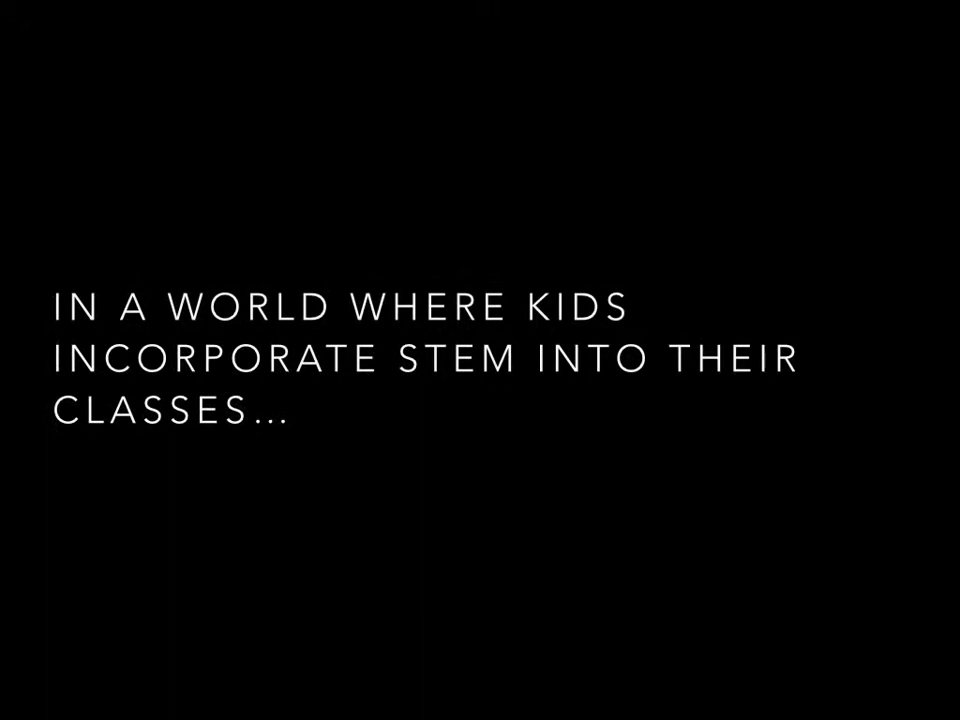 IN A WORLD WHERE KIDS
INCORPORATE STEM INTO THEIR
CLASSES...